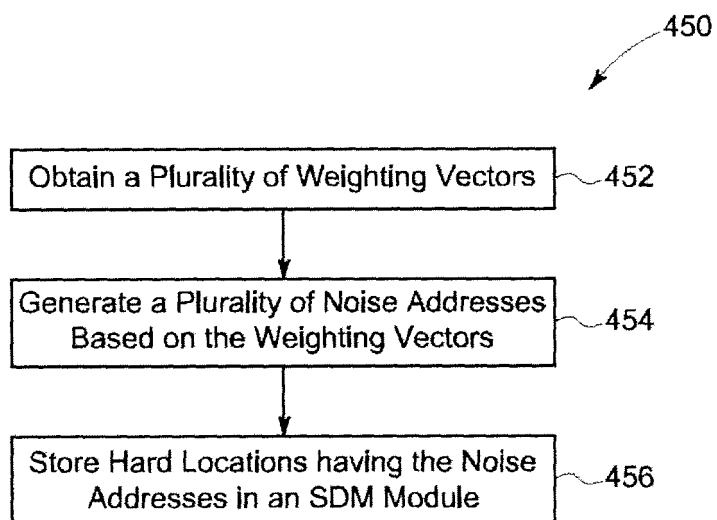 450
Obtain a Plurality of Weighting Vectors
452
Generate a Plurality of Noise Addresses
Based on the Weighting Vectors
454
Store Hard Locations having the Noise
Addresses in an SDM Module
456